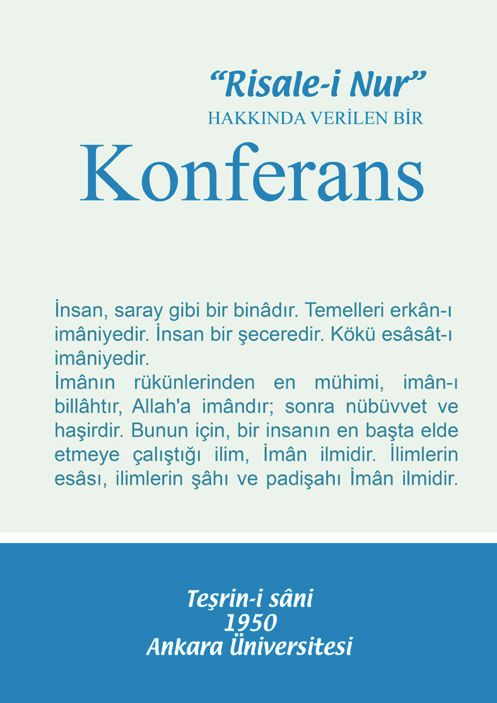 “Risale-i Nur”
HAKKINDA VERİLEN BİR
Konferans
İnsan, saray gibi bir binâdır. Temelleri erkân-ı
imâniyedir. İnsan bir şeceredir. Kökü esâsât-ı
imâniyedir.
İmânın rükünlerinden en mühimi, imân-ı
billâhtır, Allah'a imândır; sonra nübüvvet ve
haşirdir. Bunun için, bir insanın en başta elde
etmeye çalıştığı ilim, İmân ilmidir. İlimlerin
esâsı, ilimlerin şâhı ve padişahı İmân ilmidir.
Teşrin-i sâni
1950
Ankara Üniversitesi